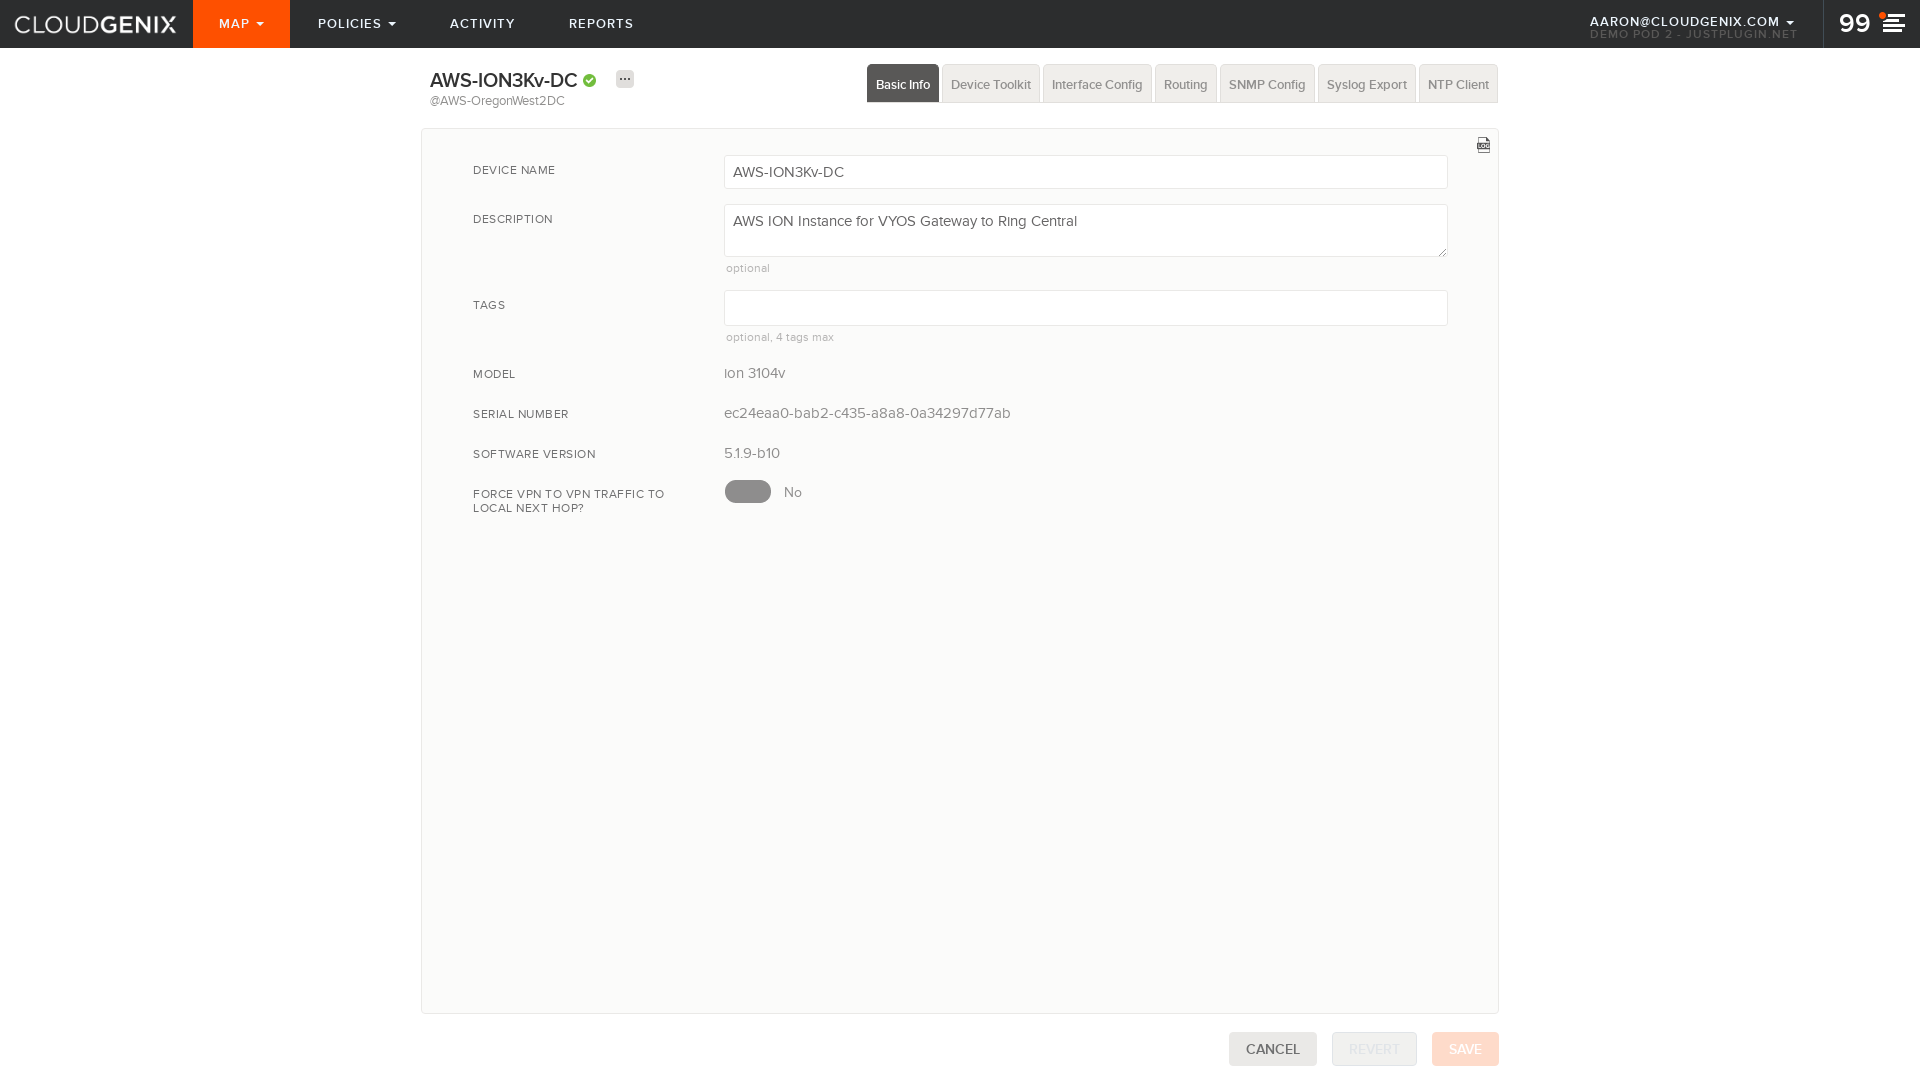 CLOUDGENIX
MAP
POLICIES
ACTIVITY
REPORTS
AARON@CLOUDGENIX.COM
DEMO POD 2 - JUSTPLUGIN.NET
99
AWS-ION3Kv-DC
@AWS-OregonWest2DC
Basic Info
Device Toolkit
Interface Config
Routing
SNMP Config
Syslog Export
NTP Client
LOG
DEVICE NAME
AWS-ION3Kv-DC
DESCRIPTION
AWS ION Instance for VYOS Gateway to Ring Central
optional
TAGS
optional, 4 tags max
MODEL
ion 3104v
SERIAL NUMBER
ec24eaa0-bab2-c435-a8a8-0a34297d77ab
SOFTWARE VERSION
5.1.9-b10
FORCE VPN TO VPN TRAFFIC TO
LOCAL NEXT HOP?
No
CANCEL
REVERT
SAVE